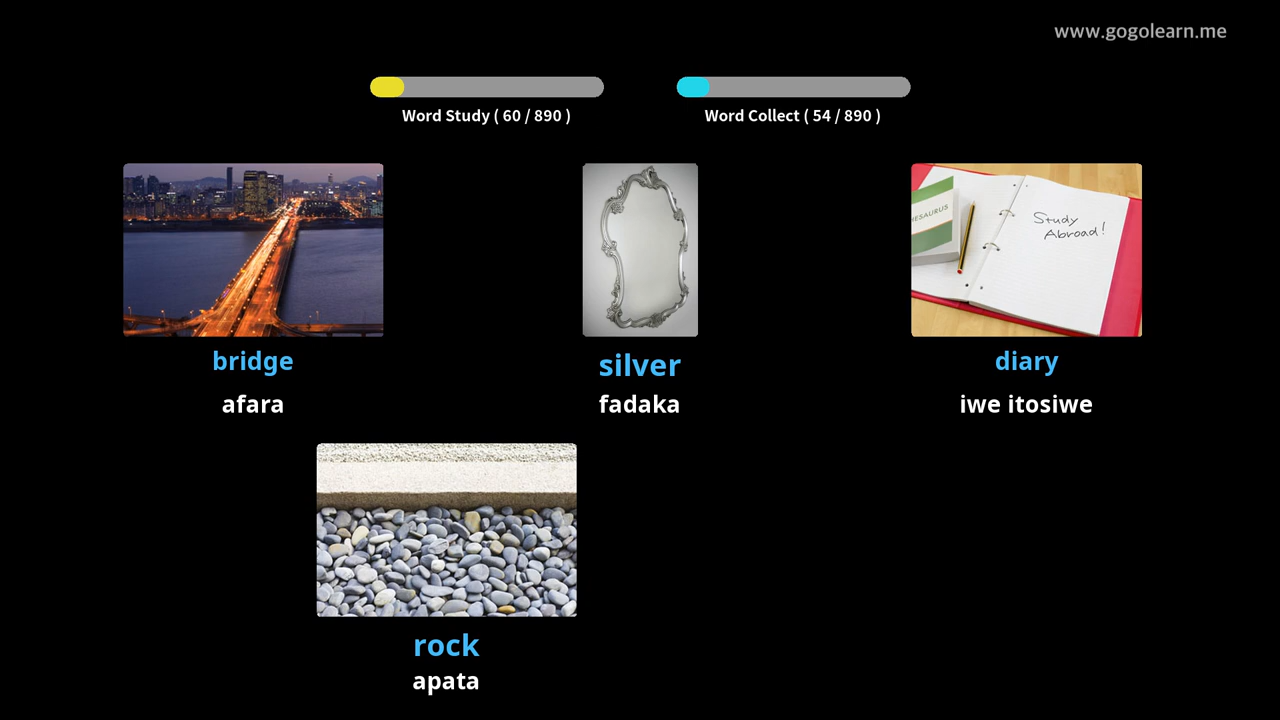 www.gogolearn.me
Word Study ( 60 / 890 )
Word Collect ( 54 / 890 )
ESAURUS
Study
Abroad!
bridge
afara
silver
fadaka
diary
iwe itosiwe
rock
apata